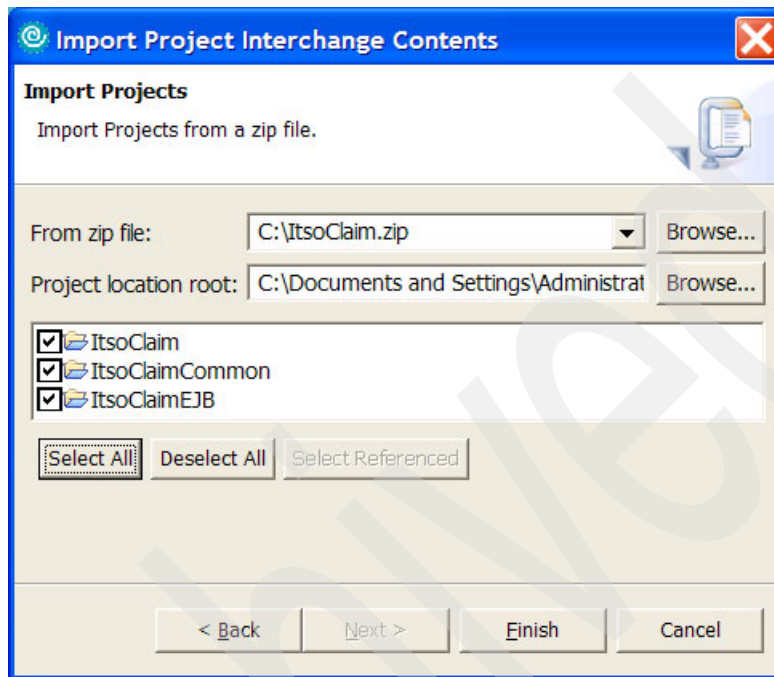 Import Project Interchange Contents
Import Projects
Import Projects from a zip file.
From zip file: C:\ItsoClaim.zip Browse...
Project location root: C:\Documents and Settings\Administrat Browse...
ItsoClaim
ItsoClaimCommon
ItsoClaimEJB
Select All Deselect All Select Referenced
< Back Next > Finish Cancel